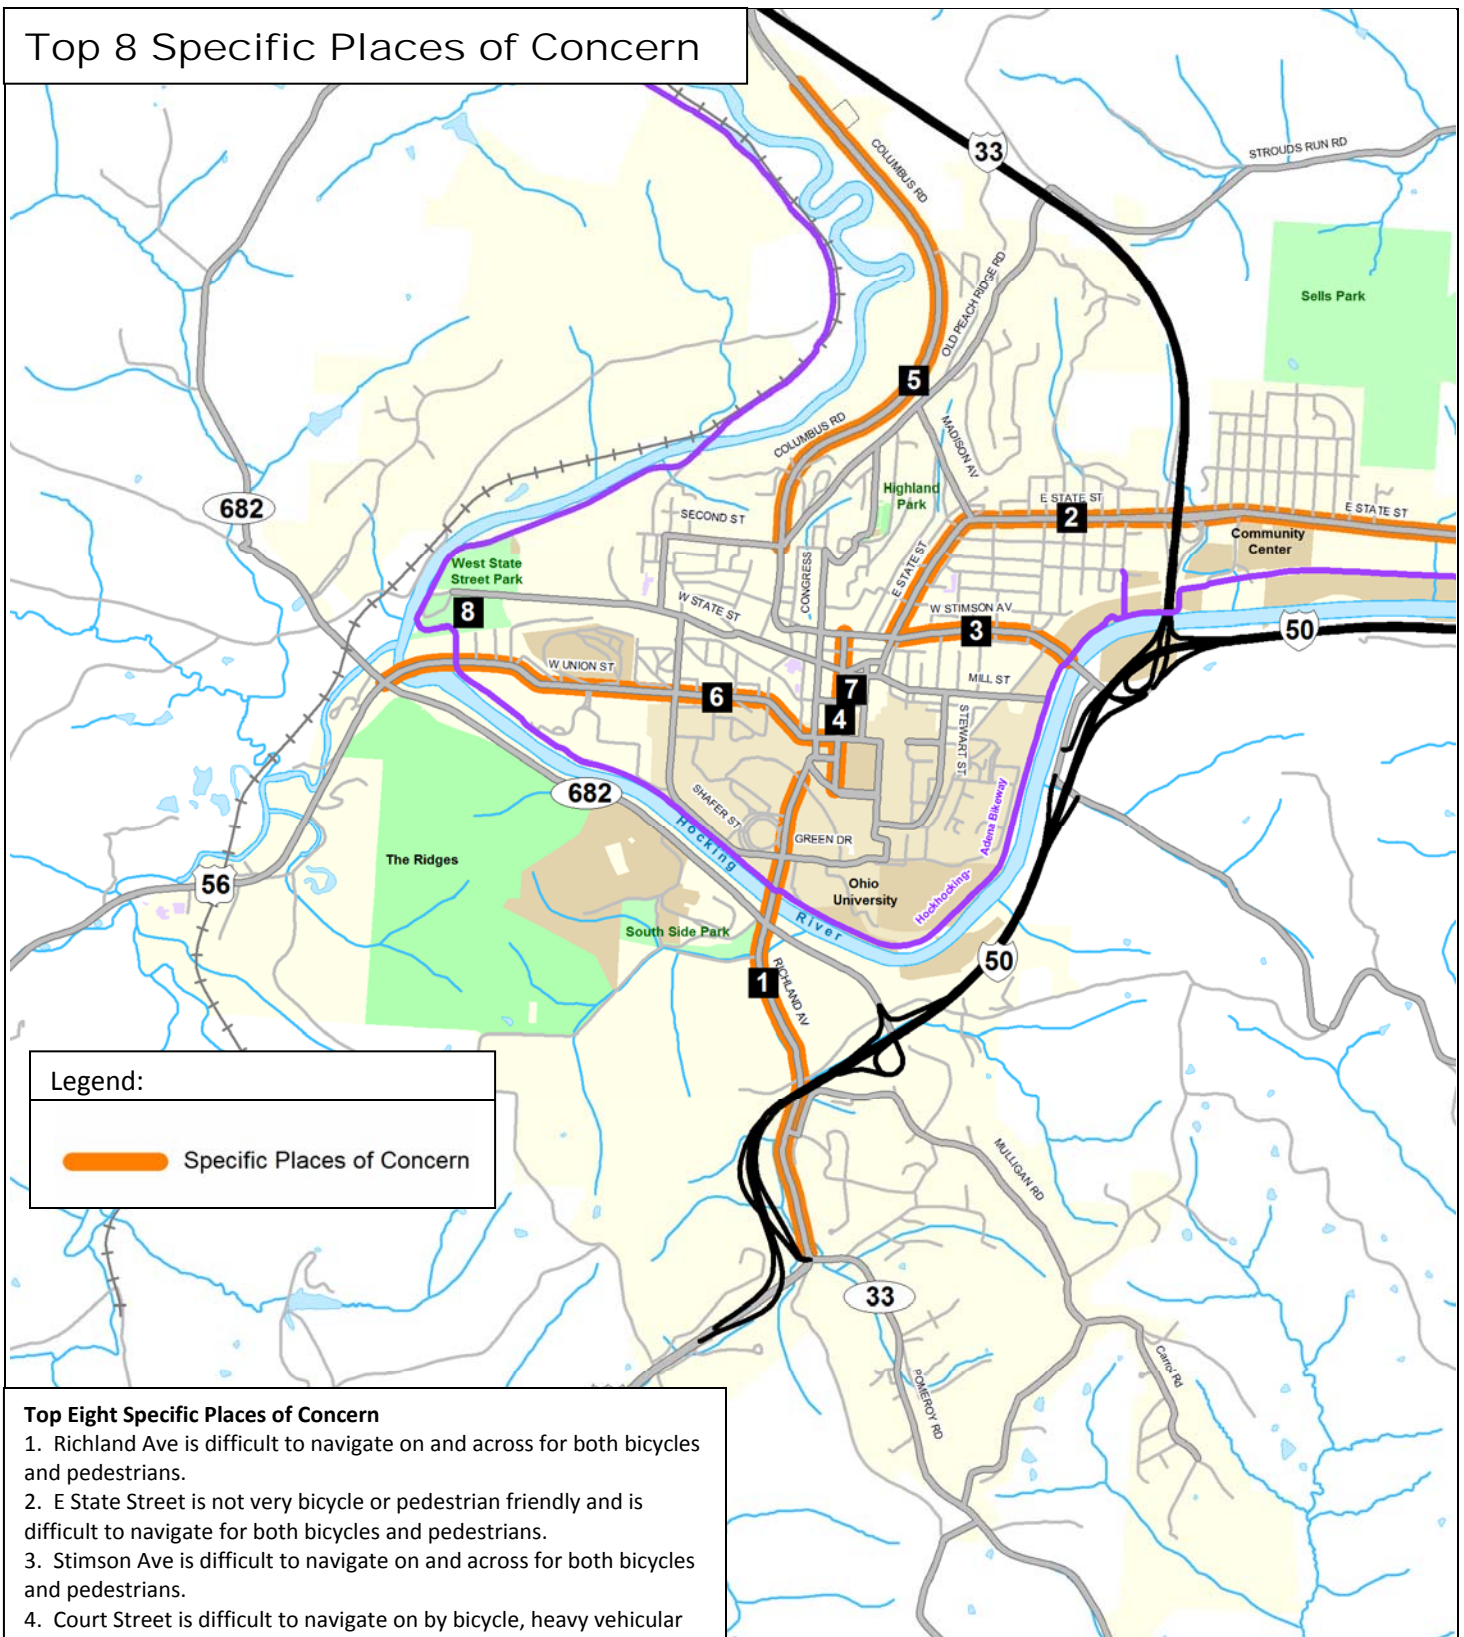 Top 8 Specific Places of Concern
33
STROUDS RUN RD
COLUMBUS RD
Sells Park
OLD PEACH RIDGE RD
5
COLUMBUS RD
MADISON AV
682
Highland
Park
SECOND ST
E STATE ST
2
E STATE ST
Community
Center
West State
Street Park
8
CONGRESS
E STATE ST
W STATE ST
W STIMSON AV
3
50
W UNION ST
6
7
4
MILL ST
STEWART ST
682
SHAFER ST
Hocking
River
GREEN DR
Adena Bikeway
Hockhocking-
The Ridges
56
Ohio
University
South Side Park
1
RICHLAND AV
50
Legend:
Specific Places of Concern
MULLIGAN RD
33
Carrol Rd
POMEROY RD
Top Eight Specific Places of Concern
1. Richland Ave is difficult to navigate on and across for both bicycles
and pedestrians.
2. E State Street is not very bicycle or pedestrian friendly and is
difficult to navigate for both bicycles and pedestrians.
3. Stimson Ave is difficult to navigate on and across for both bicycles
and pedestrians.
4. Court Street is difficult to navigate on by bicycle, heavy vehicular